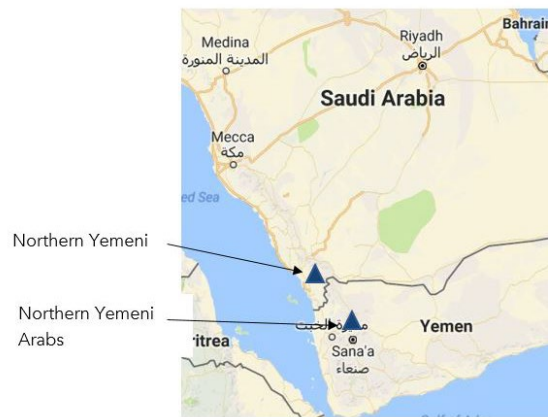 Medina
المدينة المنورة
Riyadh
الرياض
Bahrain
Saudi Arabia
Mecca
مكة
ed Sea
Northern Yemeni
Northern Yemeni
Arabs
ritrea
Yemen
Sana'a
صنعاء